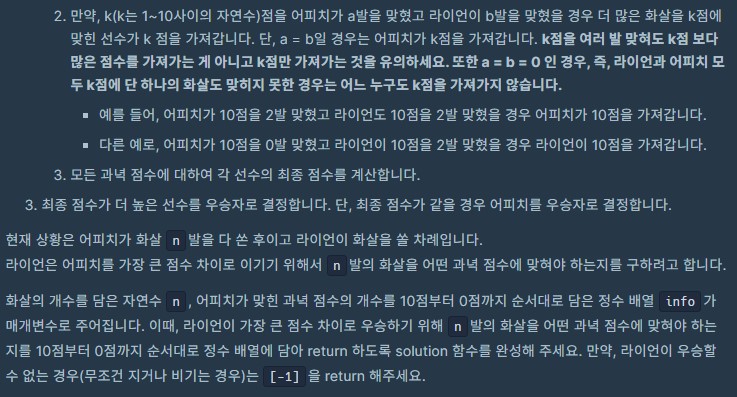 2. 만약, k(k는 1~10사이의 자연수)점을 어피치가 a발을 맞혔고 라이언이 b발을 맞혔을 경우 더 많은 화살을 k점에
맞힌 선수가 k 점을 가져갑니다. 단, a = b일 경우는 어피치가 k점을 가져갑니다. k점을 여러 발 맞혀도 k점 보다
많은 점수를 가져가는 게 아니고 k점만 가져가는 것을 유의하세요. 또한 a = b = 0 인 경우, 즉, 라이언과 어피치 모
두 k점에 단 하나의 화살도 맞히지 못한 경우는 어느 누구도 k점을 가져가지 않습니다.
▪ 예를 들어, 어피치가 10점을 2발 맞혔고 라이언도 10점을 2발 맞혔을 경우 어피치가 10점을 가져갑니다.
▪ 다른 예로, 어피치가 10점을 0발 맞혔고 라이언이 10점을 2발 맞혔을 경우 라이언이 10점을 가져갑니다.
3. 모든 과녁 점수에 대하여 각 선수의 최종 점수를 계산합니다.
3. 최종 점수가 더 높은 선수를 우승자로 결정합니다. 단, 최종 점수가 같을 경우 어피치를 우승자로 결정합니다.
현재 상황은 어피치가 화살 n 발을 다 쏜 후이고 라이언이 화살을 쏠 차례입니다.
라이언은 어피치를 가장 큰 점수 차이로 이기기 위해서 n 발의 화살을 어떤 과녁 점수에 맞혀야 하는지를 구하려고 합니다.
화살의 개수를 담은 자연수 n , 어피치가 맞힌 과녁 점수의 개수를 10점부터 0점까지 순서대로 담은 정수 배열 info 가
매개변수로 주어집니다. 이때, 라이언이 가장 큰 점수 차이로 우승하기 위해 n 발의 화살을 어떤 과녁 점수에 맞혀야 하는
지를 10점부터 0점까지 순서대로 정수 배열에 담아 return 하도록 solution 함수를 완성해 주세요. 만약, 라이언이 우승할
수 없는 경우(무조건 지거나 비기는 경우)는 [-1] 을 return 해주세요.